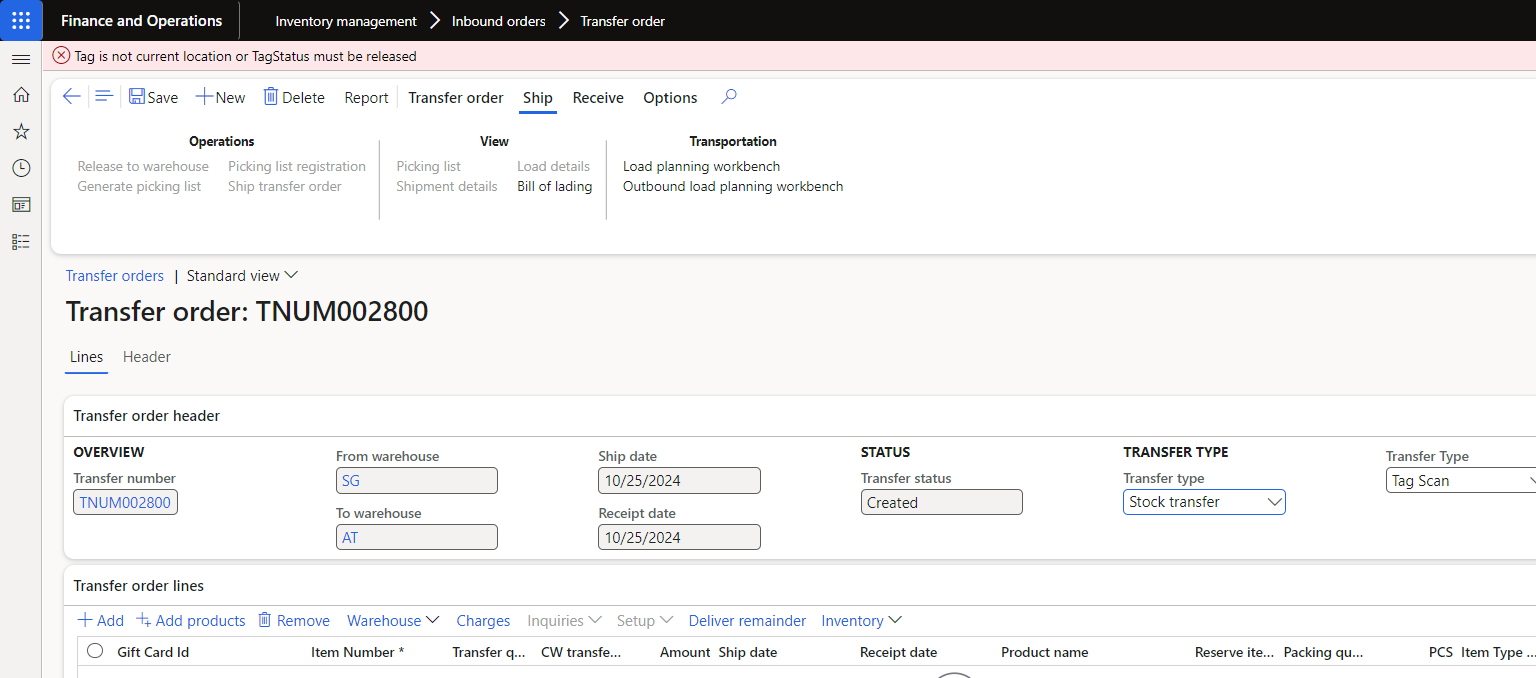 Finance and Operations
Inventory management > Inbound orders > Transfer order
Tag is not current location or TagStatus must be released
Save New Delete Report Transfer order Ship Receive Options
Operations View Transportation
Release to warehouse Picking list registration Picking list Load details Load planning workbench
Generate picking list Ship transfer order Shipment details Bill of lading Outbound load planning workbench
Transfer orders | Standard view
Transfer order: TNUM002800
Lines Header
Transfer order header
OVERVIEW
Transfer number
TNUM002800
From warehouse
SG
To warehouse
AT
Ship date
10/25/2024
Receipt date
10/25/2024
STATUS
Transfer status
Created
TRANSFER TYPE
Transfer type
Stock transfer
Transfer Type
Tag Scan
Transfer order lines
Add Add products Remove Warehouse Charges Inquiries Setup Deliver remainder Inventory
Gift Card Id Item Number * Transfer q... CW transfe... Amount Ship date Receipt date Product name Reserve ite... Packing qu... PCS Item Type ...